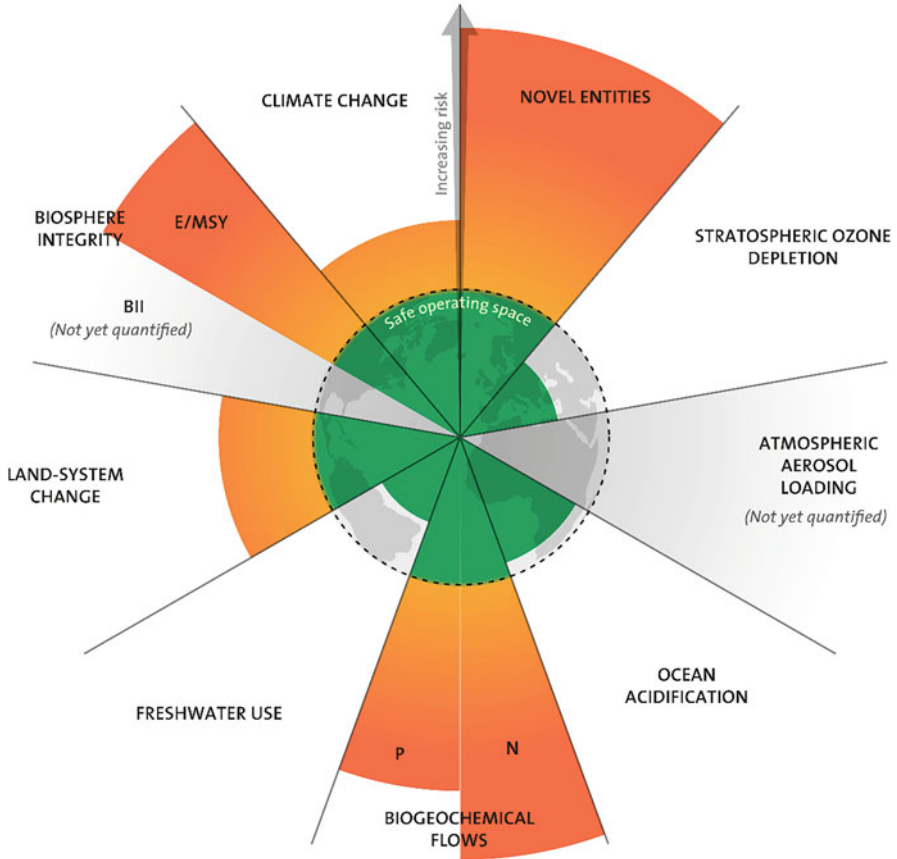 CLIMATE CHANGE
Increasing risk
NOVEL ENTITIES
STRATOSPHERIC OZONE
DEPLETION
BIOSPHERE
INTEGRITY
E/MSY
BII
(Not yet quantified)
Safe operating space
LAND-SYSTEM
CHANGE
ATMOSPHERIC
AEROSOL
LOADING
(Not yet quantified)
FRESHWATER USE
OCEAN
ACIDIFICATION
P
N
BIOGEOCHEMICAL
FLOWS